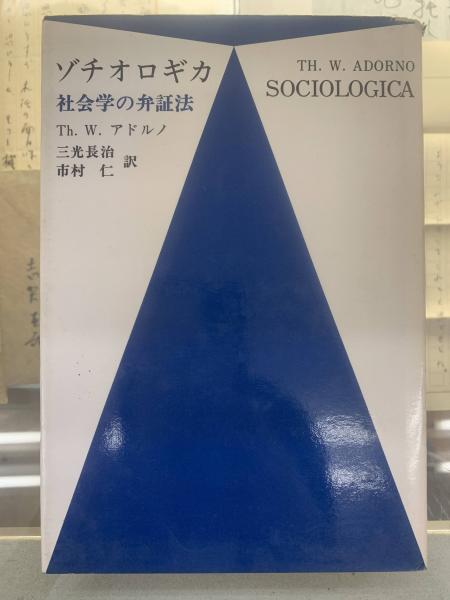 ゾチオロギカ
社会学の弁証法
Th. W. アドルノ
三光長治
市村 仁
訳
TH. W. ADORNO
SOCIOLOGICA